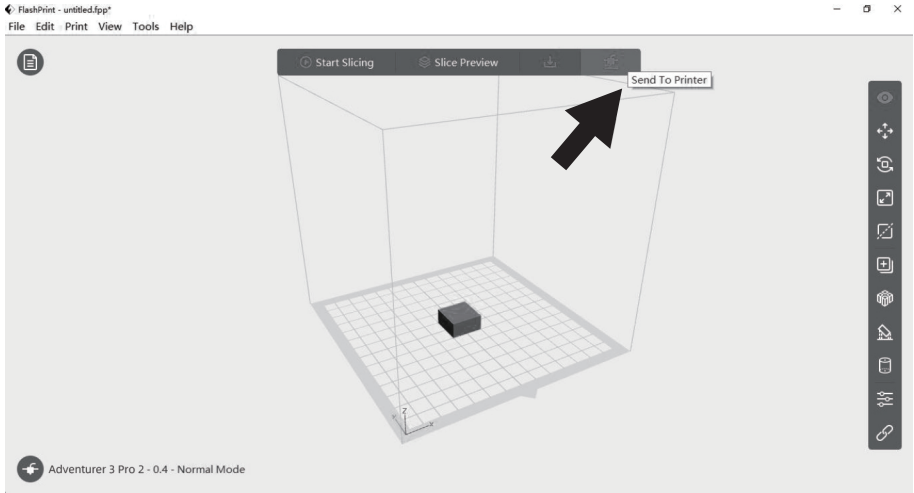 FlashPrint - untitled.fpp*
File Edit Print View Tools Help
Start Slicing Slice Preview
Send To Printer
Z
X
Adventurer 3 Pro 2 - 0.4 - Normal Mode